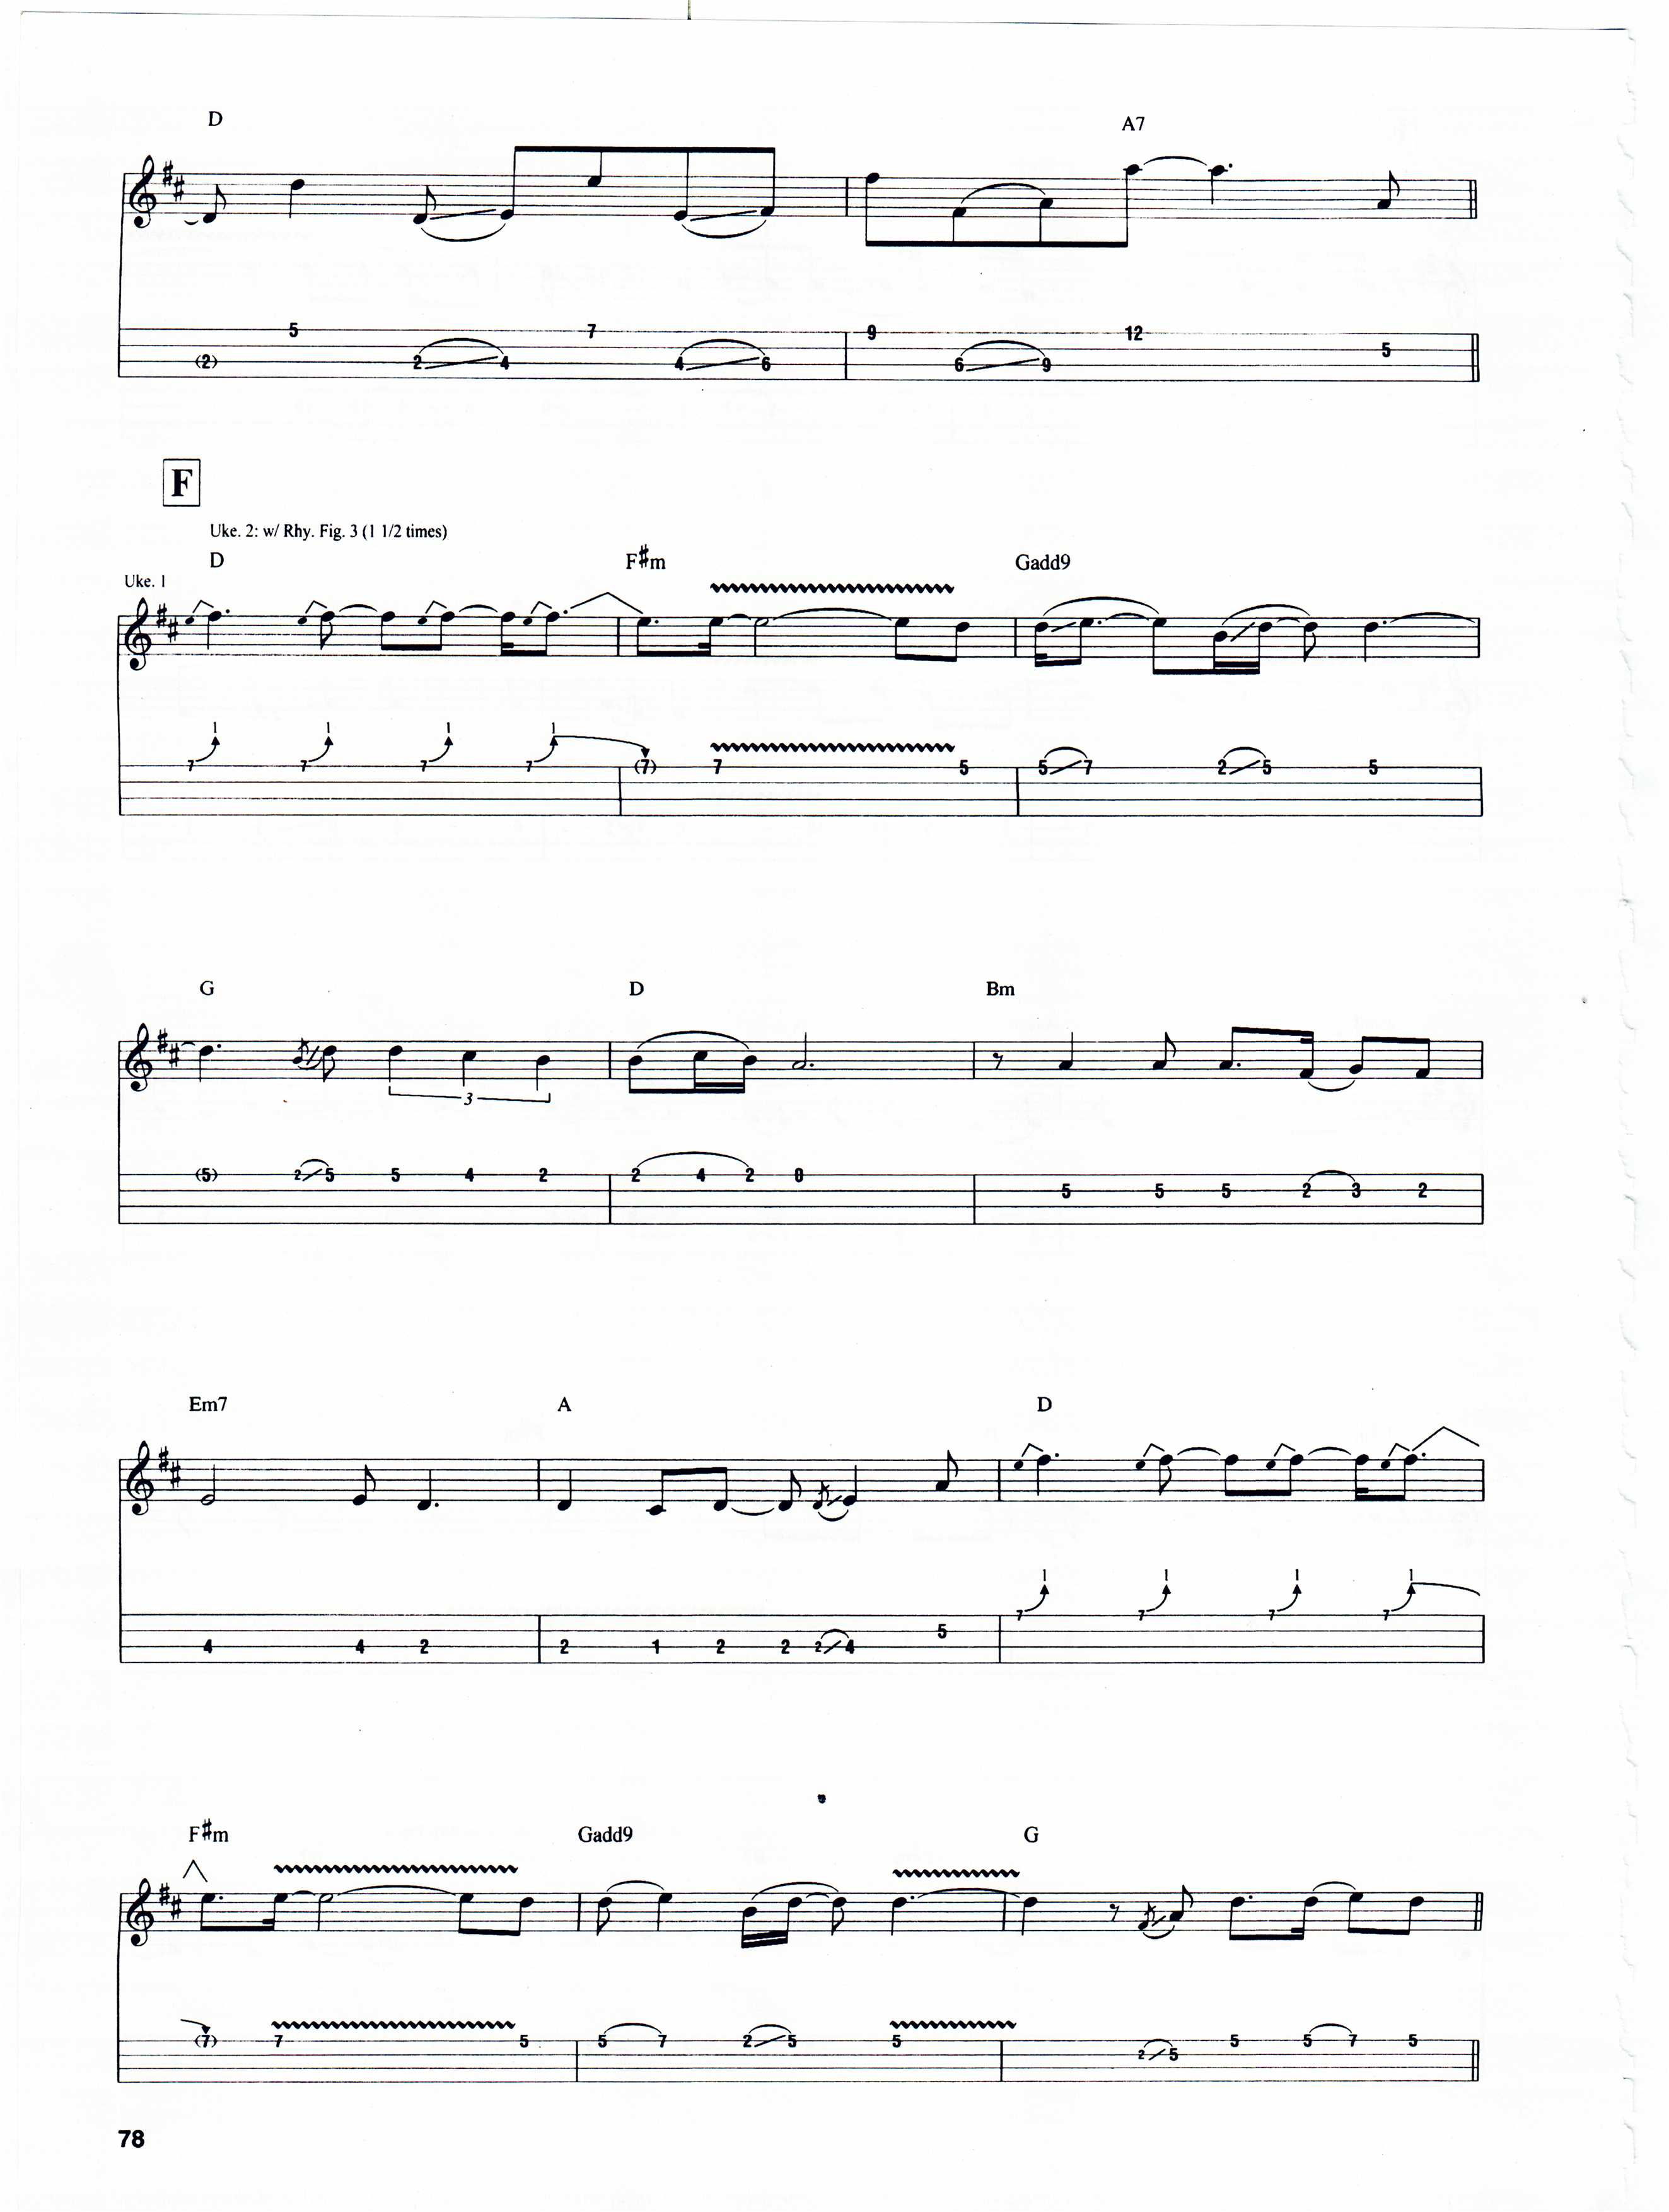 D A7
5 7 9 12
(2) 2 4 4 6 6 9 5
F
Uke. 2: w/ Rhy. Fig. 3 (1 1/2 times)
D F#m Gadd9
Uke. 1
1 1 1 1
7 7 7 7 (7) 7 5 5 7 2 5 5
G D Bm
3
(5) 2 5 5 4 2 2 4 2 0
5 5 5 2 3 2
Em7 A D
1 1 1 1
7 7 7 7
5
4 4 2 2 1 2 2 2 4
F#m Gadd9 G
(7) 7 5 5 7 2 5 5 5 5 7 5
2 5
78